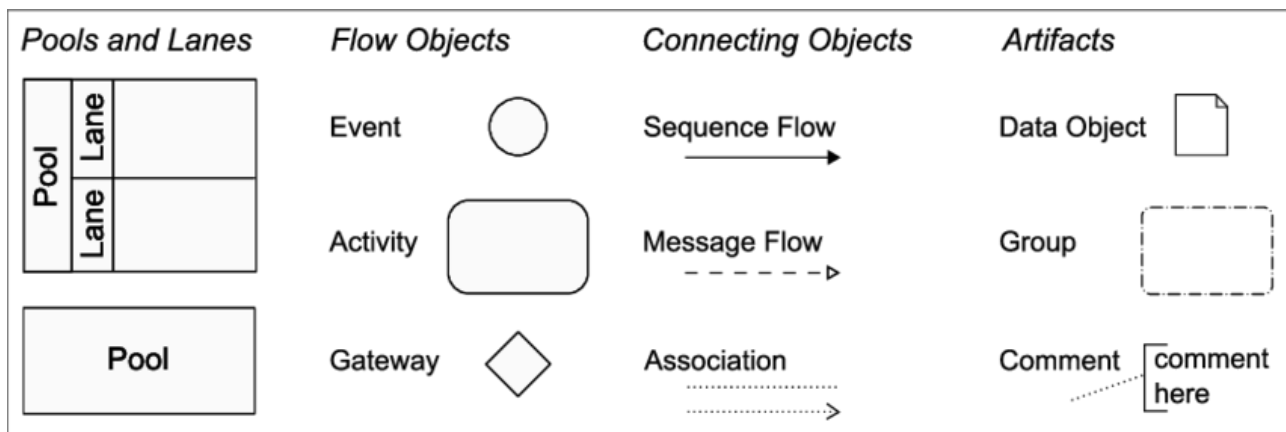 Pools and Lanes
Pool
Lane
Lane
Pool
Flow Objects
Event
Activity
Gateway
Connecting Objects
Sequence Flow
Message Flow
Association
Artifacts
Data Object
Group
Comment
comment
here